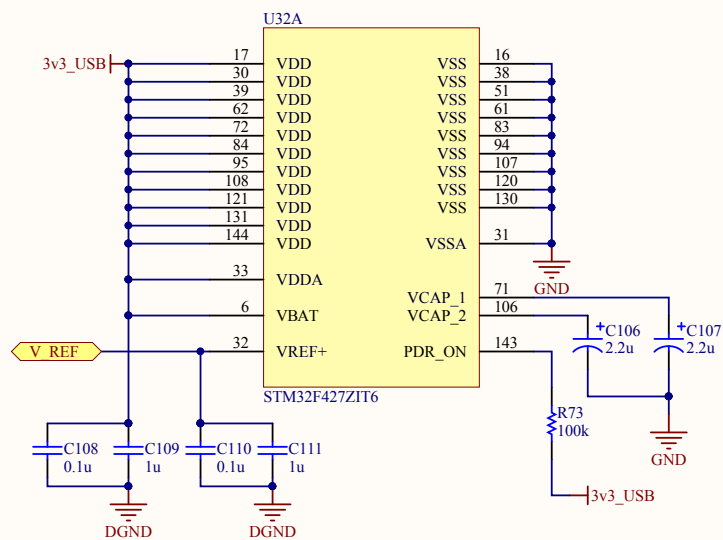 U32A
3v3_USB 17 VDD VSS 16
30 VDD VSS 38
39 VDD VSS 51
62 VDD VSS 61
72 VDD VSS 83
84 VDD VSS 94
95 VDD VSS 107
108 VDD VSS 120
121 VDD VSS 130
131 VDD
144 VDD VSSA 31
33 VDDA
GND
VCAP_1 71
6 VBAT VCAP_2 106
+C106 +C107
2.2u 2.2u
V_REF 32 VREF+ PDR_ON 143
STM32F427ZIT6
R73
100k
C108 C109 C110 C111
0.1u 1u 0.1u 1u
GND
3v3_USB
DGND DGND